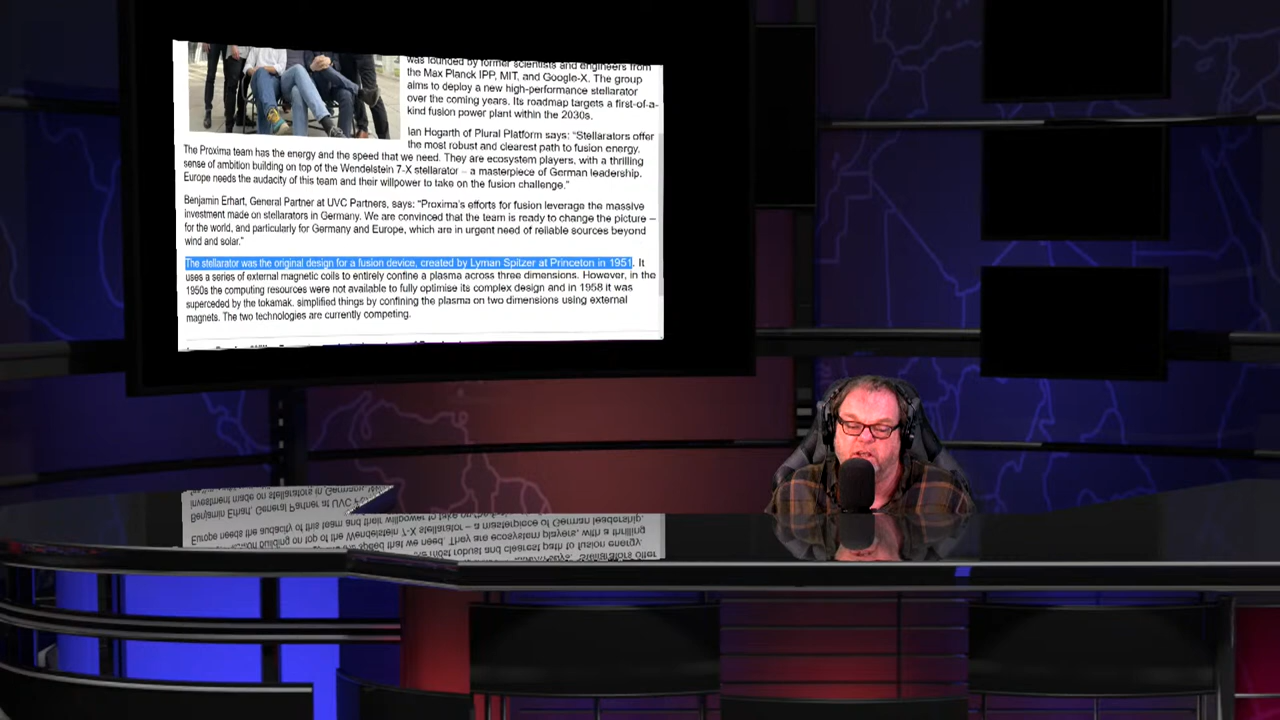 was founded by former scientists and engineers from
the Max Planck IPP, MIT, and Google-X. The group
aims to deploy a new high-performance stellarator
over the coming years. Its roadmap targets a first-of-a-
kind fusion power plant within the 2030s.
Ian Hogarth of Plural Platform says: “Stellarators offer
the most robust and clearest path to fusion energy.
The Proxima team has the energy and the speed that we need. They are ecosystem players, with a thrilling
sense of ambition building on top of the Wendelstein 7-X stellarator – a masterpiece of German leadership.
Europe needs the audacity of this team and their willpower to take on the fusion challenge.”
Benjamin Erhart, General Partner at UVC Partners, says: “Proxima’s efforts for fusion leverage the massive
investment made on stellarators in Germany. We are convinced that the team is ready to change the picture –
for the world, and particularly for Germany and Europe, which are in urgent need of reliable sources beyond
wind and solar.”
The stellarator was the original design for a fusion device, created by Lyman Spitzer at Princeton in 1951. It
uses a series of external magnetic coils to entirely confine a plasma across three dimensions. However, in the
1950s the computing resources were not available to fully optimise its complex design and in 1958 it was
superceded by the tokamak. simplified things by confining the plasma on two dimensions using external
magnets. The two technologies are currently competing.